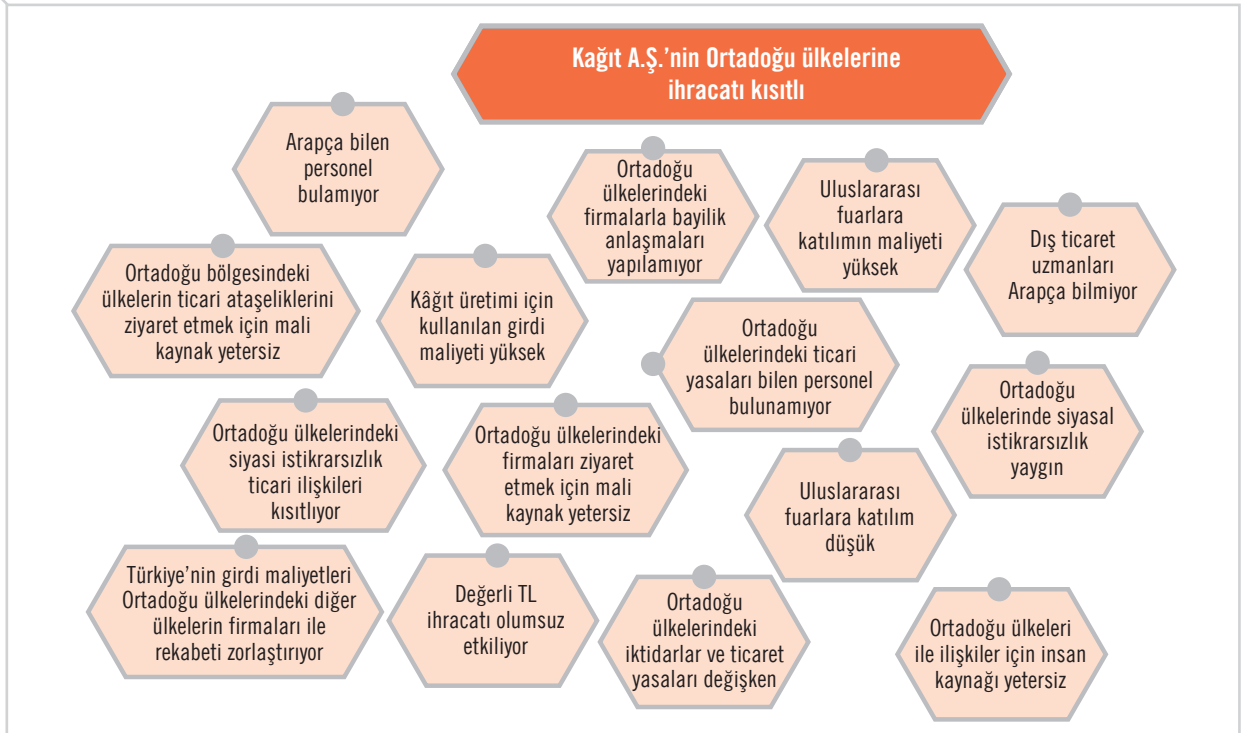 Kağıt A.Ş.'nin Ortadoğu ülkelerine
ihracatı kısıtlı
Arapça bilen
personel
bulamıyor
Ortadoğu
ülkelerindeki
firmalarla bayilik
anlaşmaları
yapılamıyor
Uluslararası
fuarlara
katılımın maliyeti
yüksek
Dış ticaret
uzmanları
Arapça bilmiyor
Ortadoğu bölgesindeki
ülkelerin ticari ataşeliklerini
ziyaret etmek için mali
kaynak yetersiz
Kâğıt üretimi için
kullanılan girdi
maliyeti yüksek
Ortadoğu
ülkelerindeki ticari
yasaları bilen personel
bulunamıyor
Ortadoğu
ülkelerinde siyasal
istikrarsızlık
yaygın
Ortadoğu ülkelerindeki
siyasi istikrarsızlık
ticari ilişkileri
kısıtlıyor
Ortadoğu ülkelerindeki
firmaları ziyaret
etmek için mali
kaynak yetersiz
Uluslararası
fuarlara katılım
düşük
Türkiye'nin girdi maliyetleri
Ortadoğu ülkelerindeki diğer
ülkelerin firmaları ile
rekabeti zorlaştırıyor
Değerli TL
ihracatı olumsuz
etkiliyor
Ortadoğu
ülkelerindeki
iktidarlar ve ticaret
yasaları değişken
Ortadoğu ülkeleri
ile ilişkiler için insan
kaynağı yetersiz